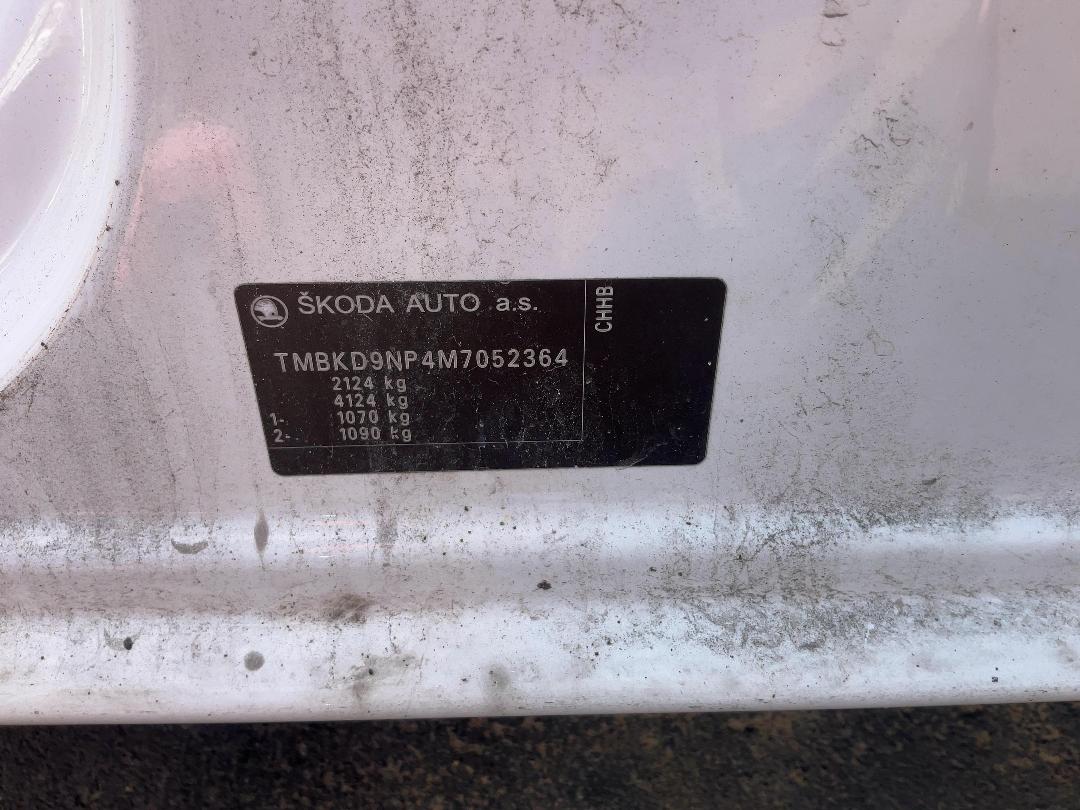 ŠKODA AUTO a.s.
CHHB
TMBKD9NP4M7052364
2124 kg
4124 kg
1- 1070 kg
2- 1090 kg